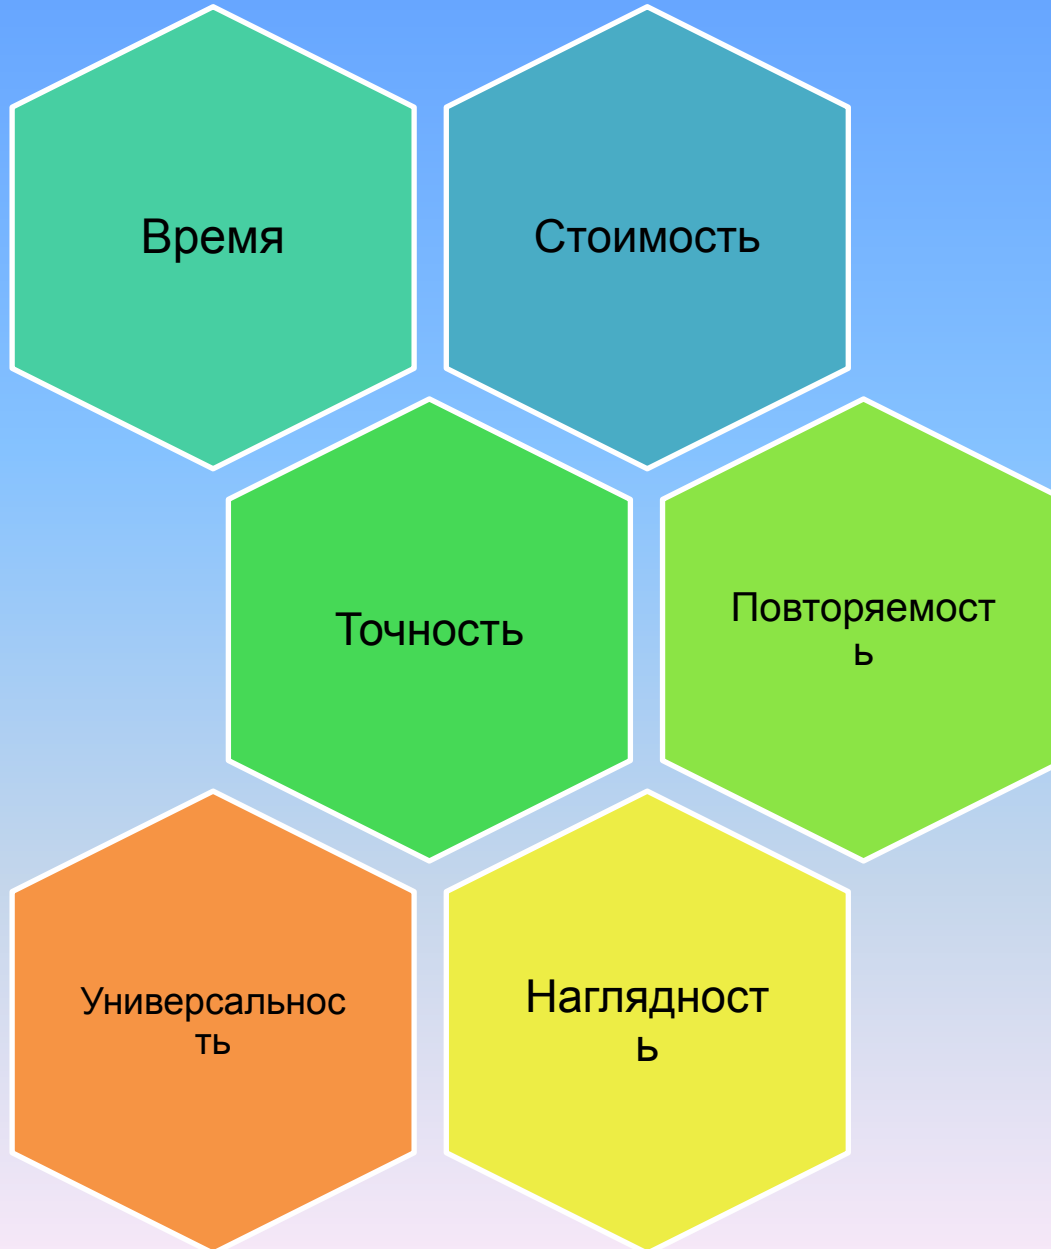 Время
Стоимость
Точность
Повторяемост
ь
Универсальнос
ть
Наглядност
ь